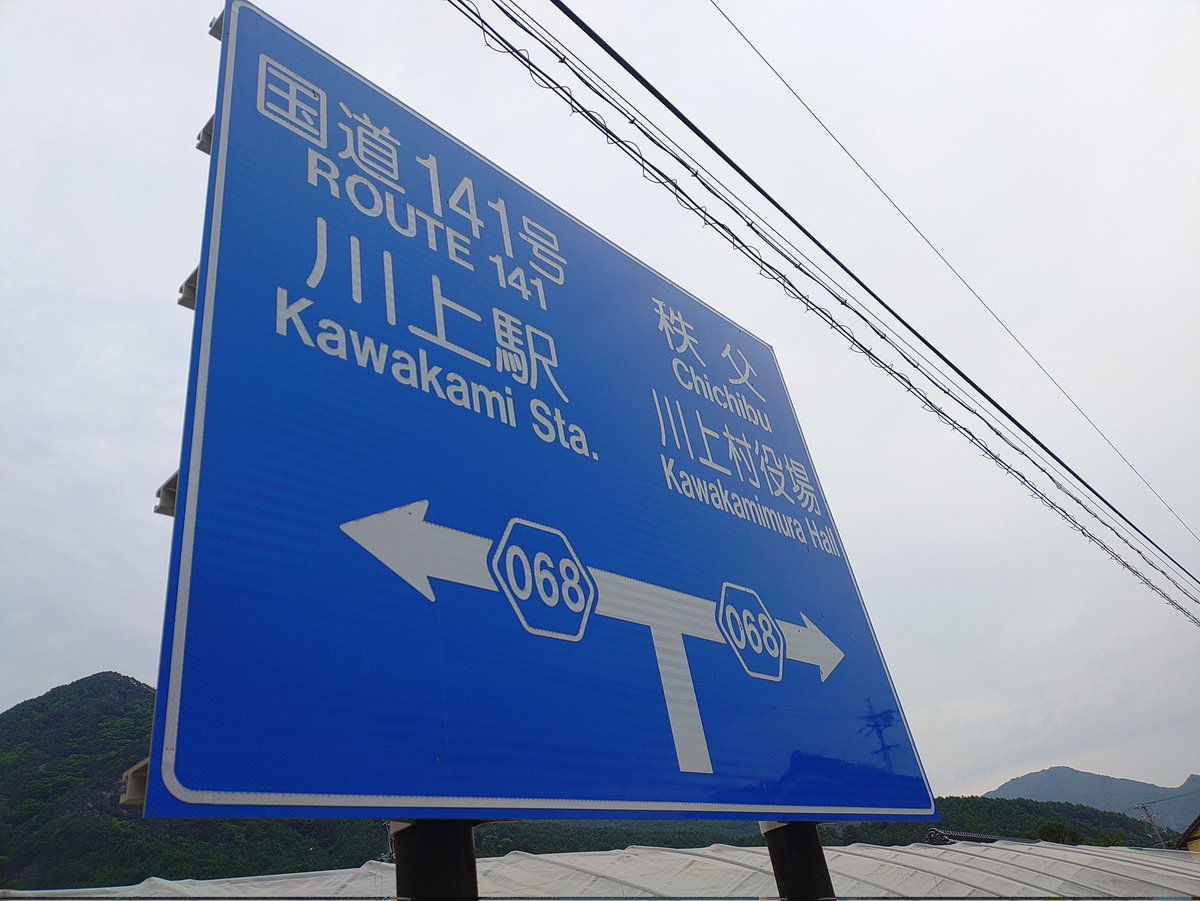 国道141号
ROUTE 141
川上駅
Kawakami Sta.
秩父
Chichibu
川上村役場
Kawakamimura Hall
068
068